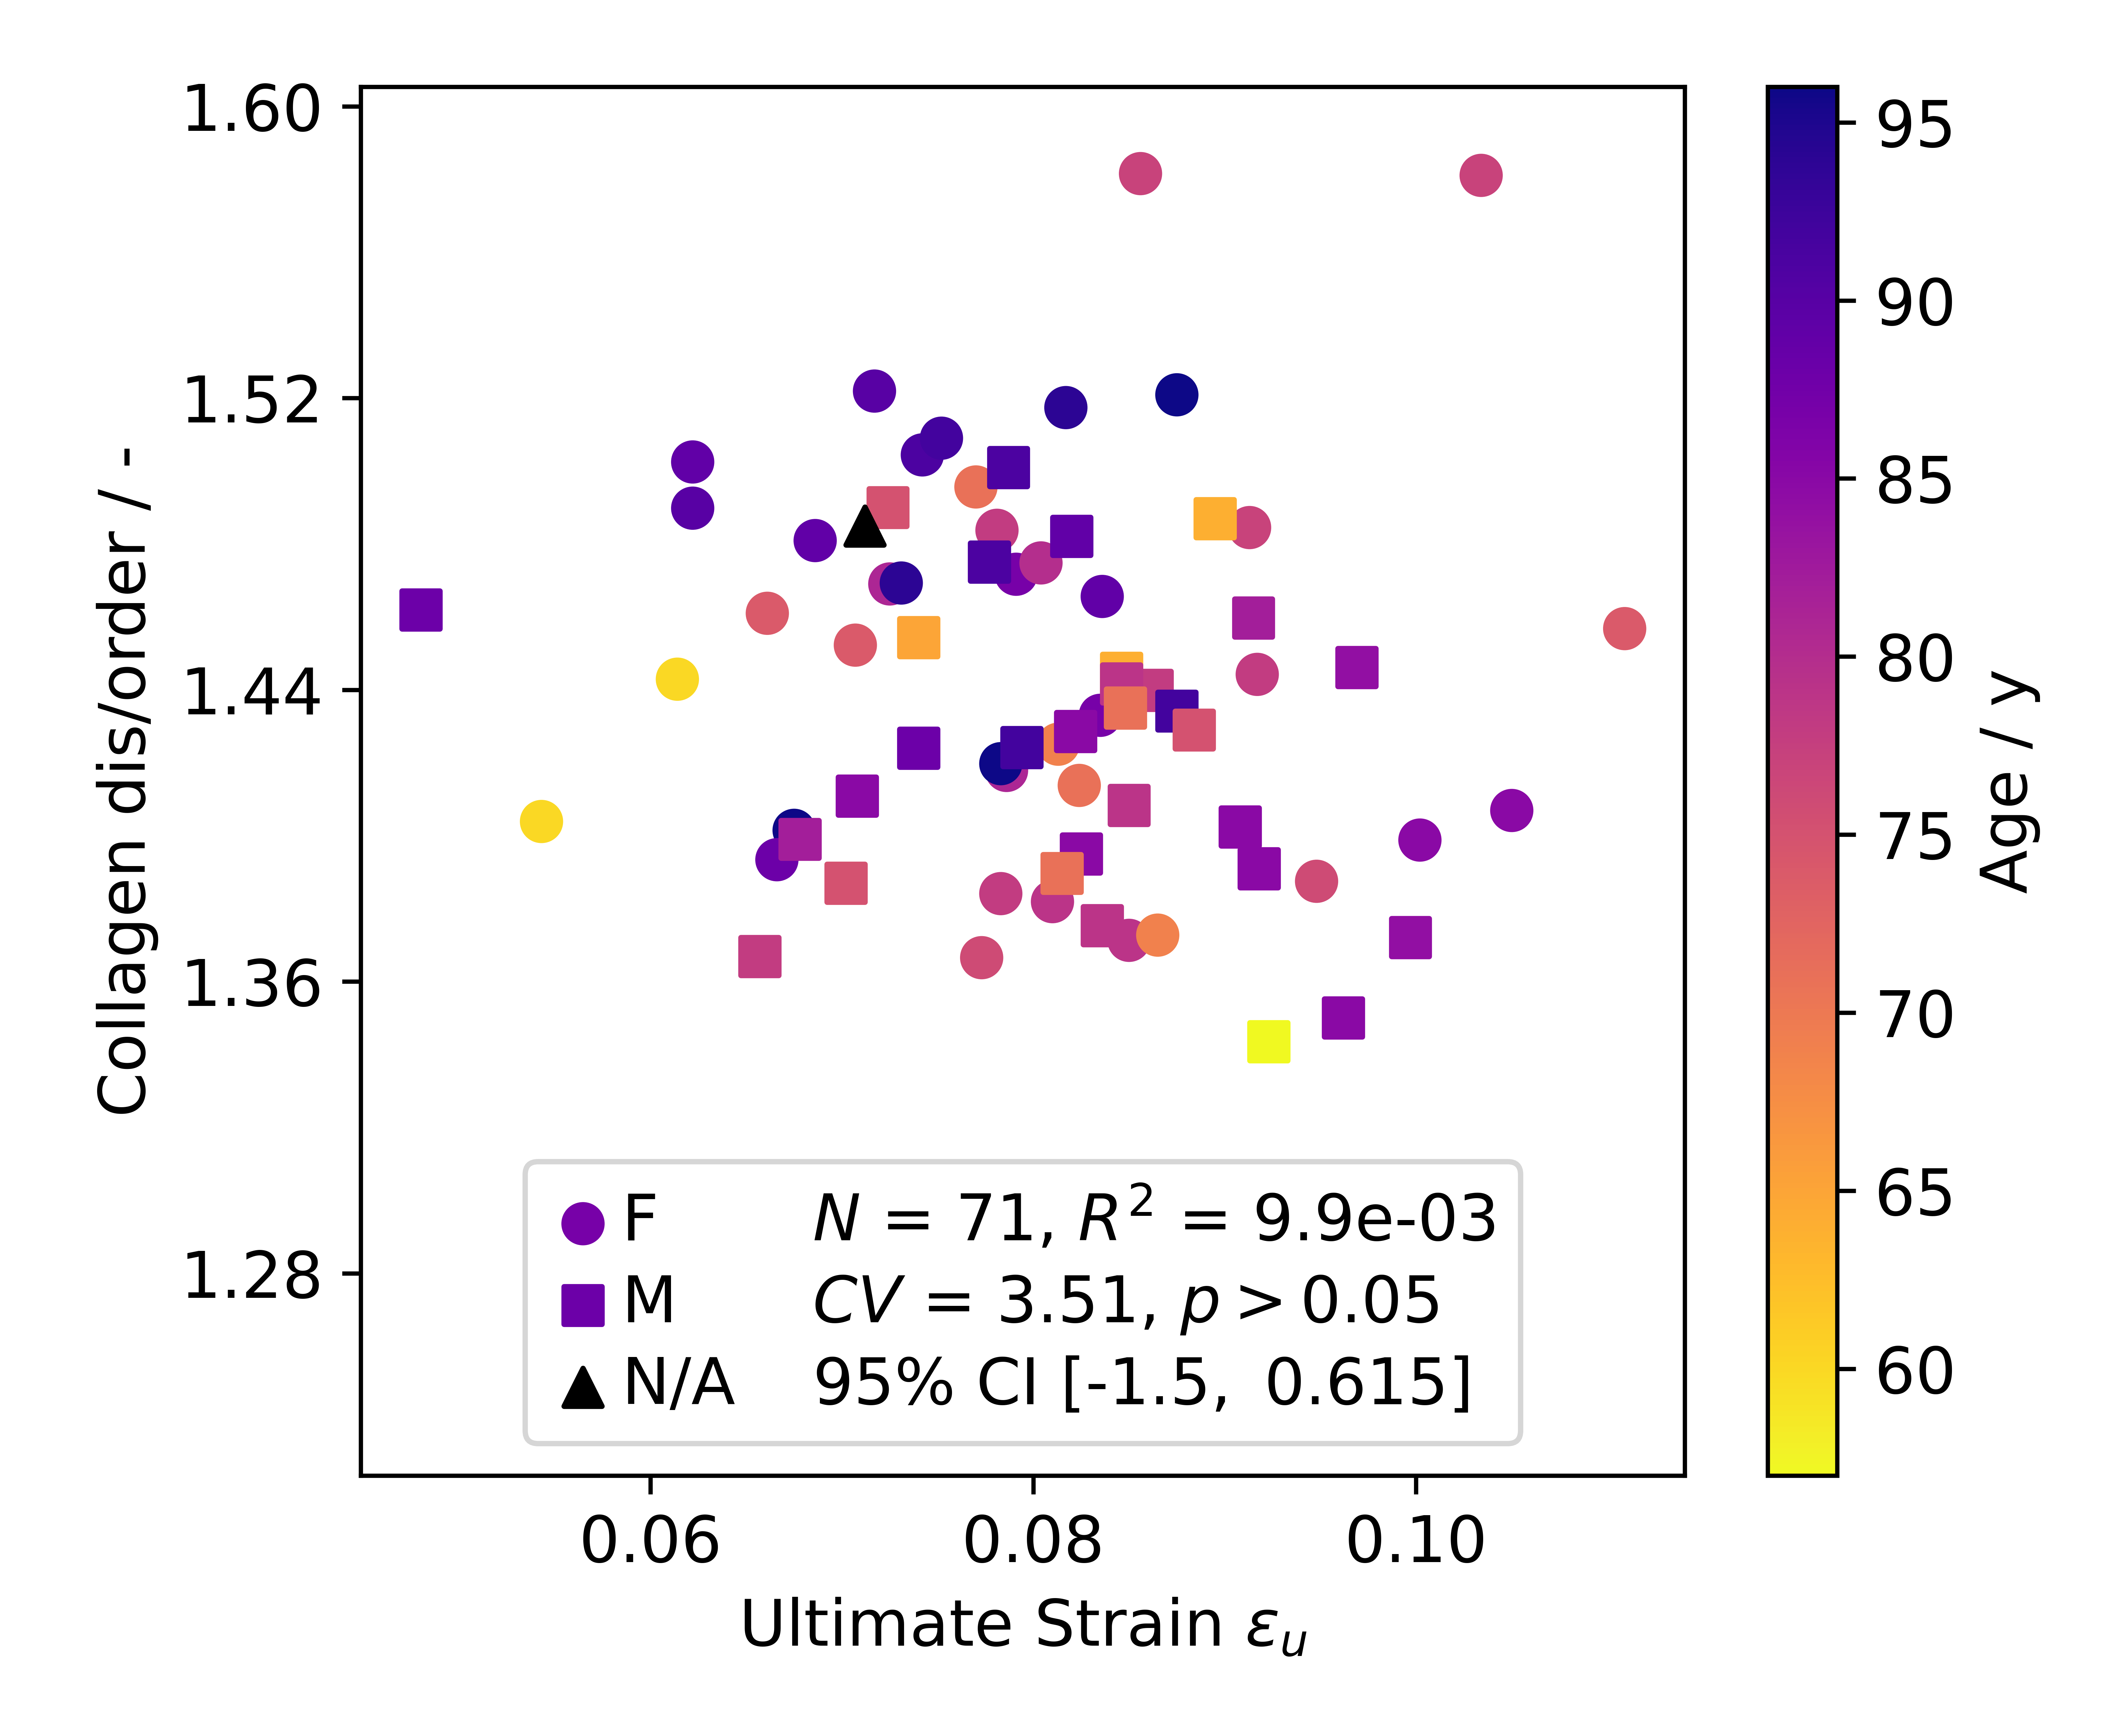 1.60
1.52
1.44
1.36
1.28
Collagen dis/order / -
0.06
0.08
0.10
Ultimate Strain εu
F
M
N/A
N = 71, R² = 9.9e-03
CV = 3.51, p > 0.05
95% CI [-1.5, 0.615]
95
90
85
80
75
70
65
60
Age / y